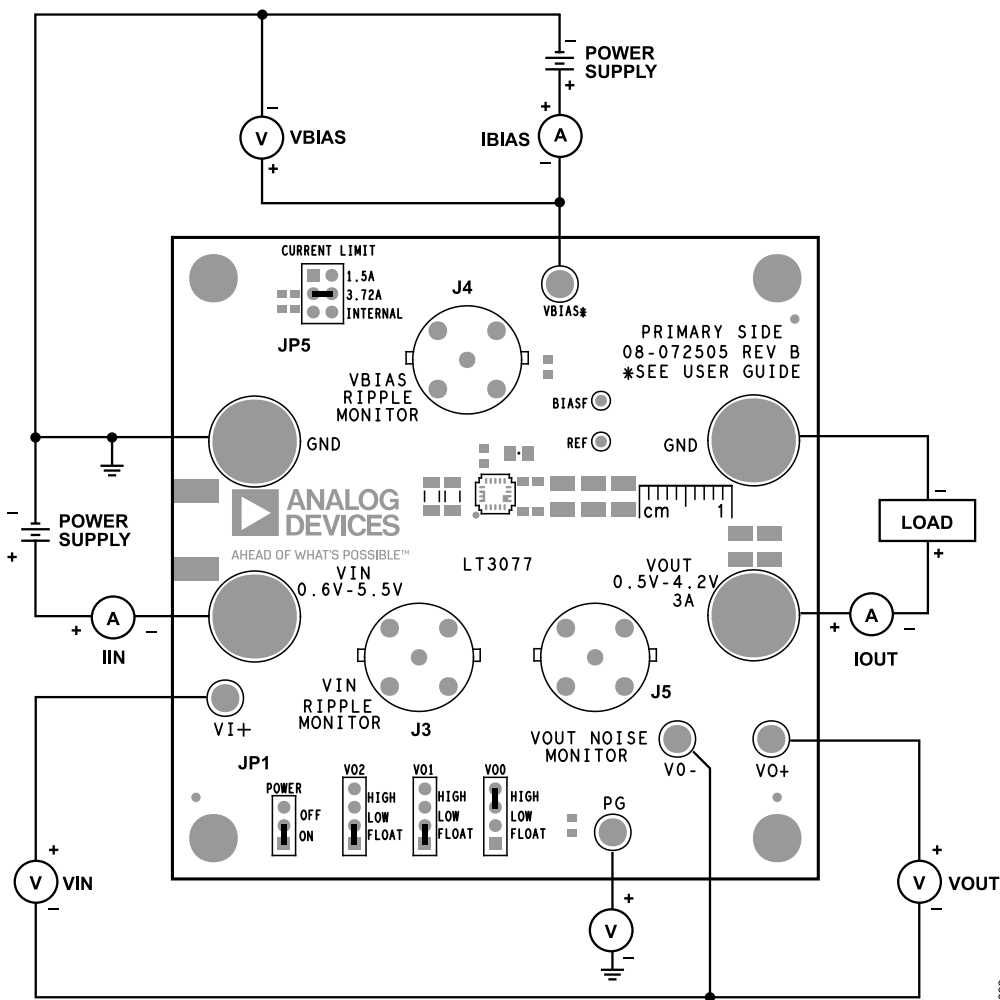 −
POWER
SUPPLY
+
−
V
VBIAS
+
IBIAS
+
A
−
CURRENT LIMIT
1.5A
3.72A
INTERNAL
JP5
J4
VBIAS*
VBIAS
RIPPLE
MONITOR
PRIMARY SIDE
08-072505 REV B
*SEE USER GUIDE
BIASF
REF
GND
GND
−
POWER
SUPPLY
+
ANALOG
DEVICES
AHEAD OF WHAT'S POSSIBLE™
cm 1
−
LOAD
+
LT3077
VIN
0.6V-5.5V
VOUT
0.5V-4.2V
3A
+
A
−
IIN
+
A
−
IOUT
VI+
VIN
RIPPLE
MONITOR
J3
J5
VOUT NOISE
MONITOR
VO-
VO+
JP1
POWER
OFF
ON
VO2
HIGH
LOW
FLOAT
VO1
HIGH
LOW
FLOAT
VO0
HIGH
LOW
FLOAT
PG
+
V
VIN
−
+
V
−
+
V
VOUT
−